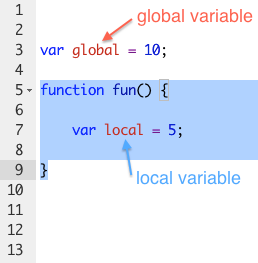 1 global variable
2
3 var global = 10;
4
5 function fun() {
6
7 var local = 5;
8
9 }
10 local variable
11
12
13